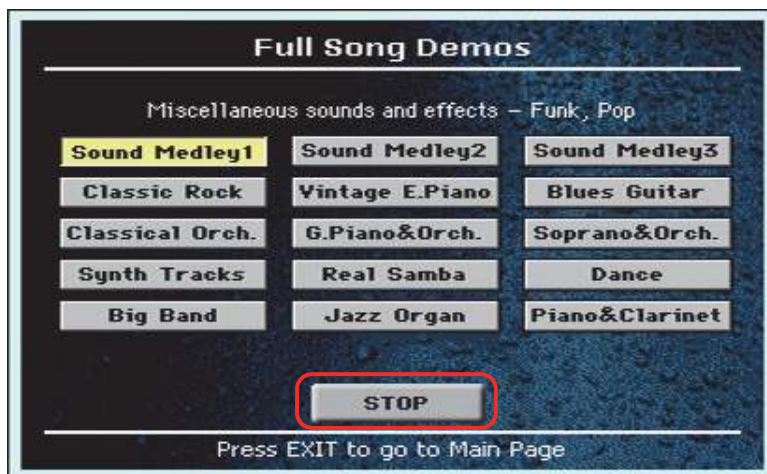 Full Song Demos
Miscellaneous sounds and effects – Funk, Pop
Sound Medley1 Sound Medley2 Sound Medley3
Classic Rock Vintage E.Piano Blues Guitar
Classical Orch. G.Piano&Orch. Soprano&Orch.
Synth Tracks Real Samba Dance
Big Band Jazz Organ Piano&Clarinet
STOP
Press EXIT to go to Main Page